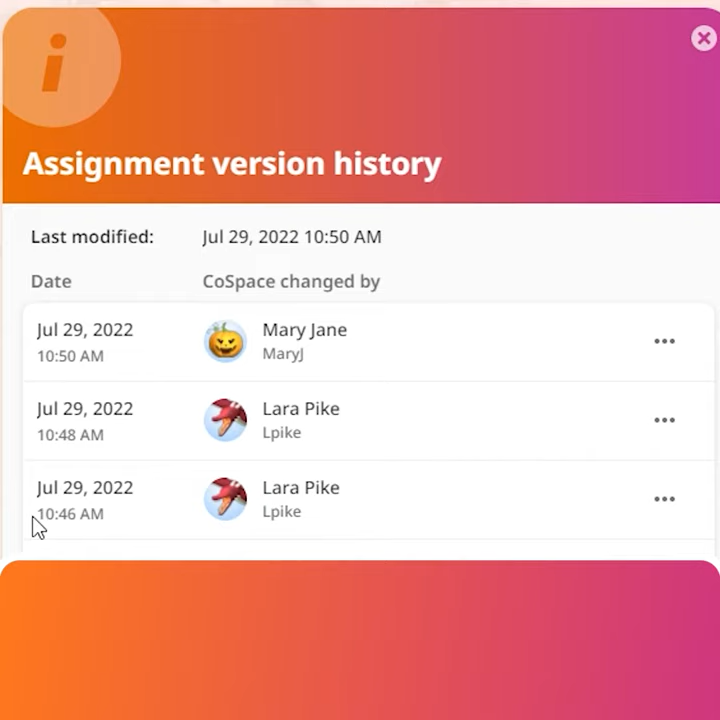 i
Assignment version history
Last modified: Jul 29, 2022 10:50 AM
Date CoSpace changed by
Jul 29, 2022 Mary Jane
10:50 AM MaryJ
Jul 29, 2022 Lara Pike
10:48 AM Lpike
Jul 29, 2022 Lara Pike
10:46 AM Lpike